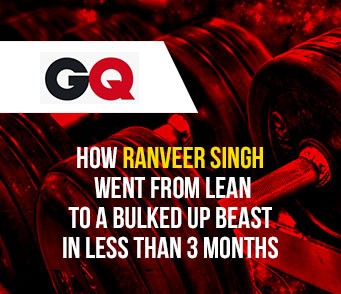 GQ
HOW RANVEER SINGH
WENT FROM LEAN
TO A BULKED UP BEAST
IN LESS THAN 3 MONTHS